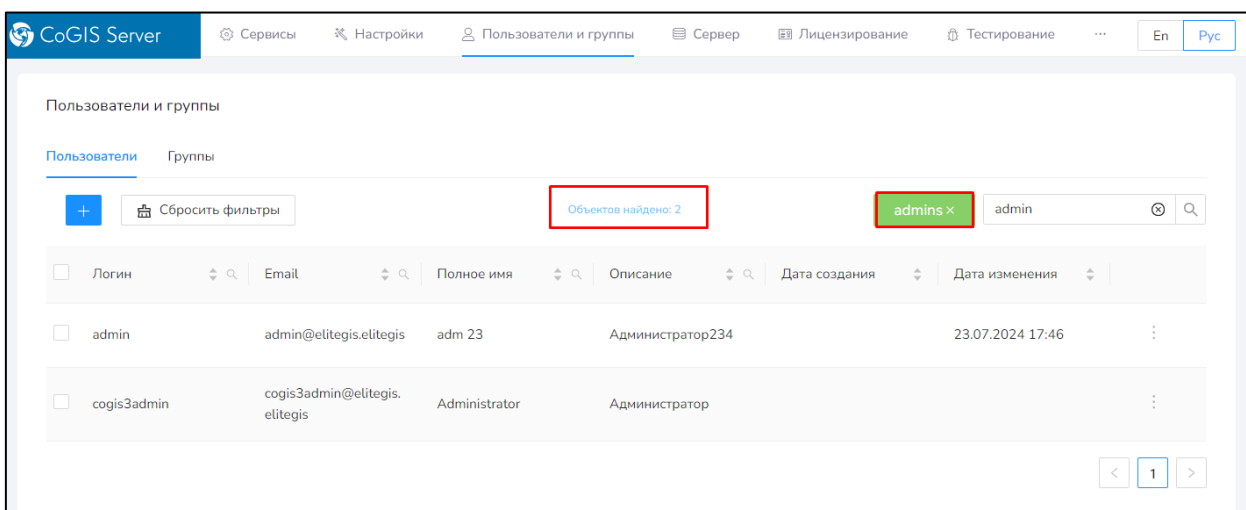 CoGIS Server Сервисы Настройки Пользователи и группы Сервер Лицензирование Тестирование ... En Рус
Пользователи и группы
Пользователи Группы
+ Сбросить фильтры Объектов найдено: 2 admins × admin
Логин Email Полное имя Описание Дата создания Дата изменения
admin admin@elitegis.elitegis adm 23 Администратор234 23.07.2024 17:46
cogis3admin cogis3admin@elitegis.
elitegis Administrator Администратор
< 1 >